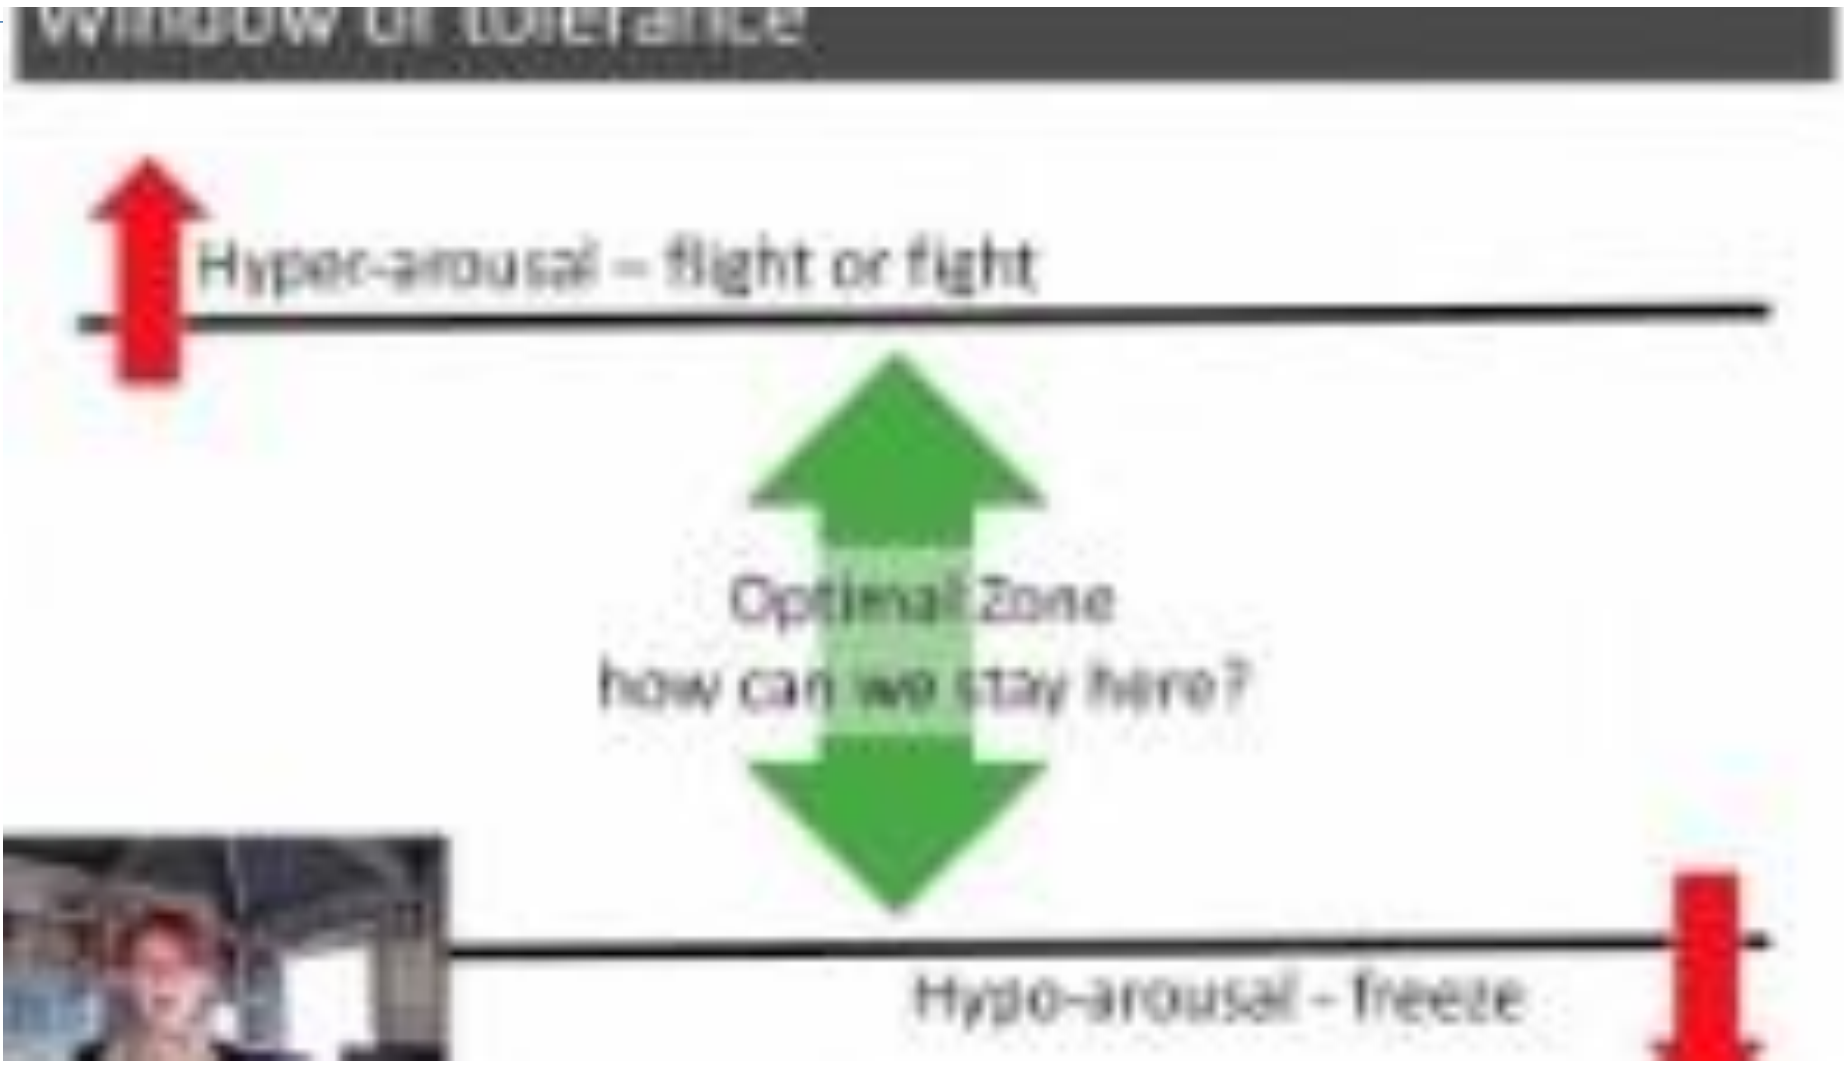 Window of tolerance
Hyper-arousal – flight or fight
Optimal Zone
how can we stay here?
Hypo-arousal - freeze